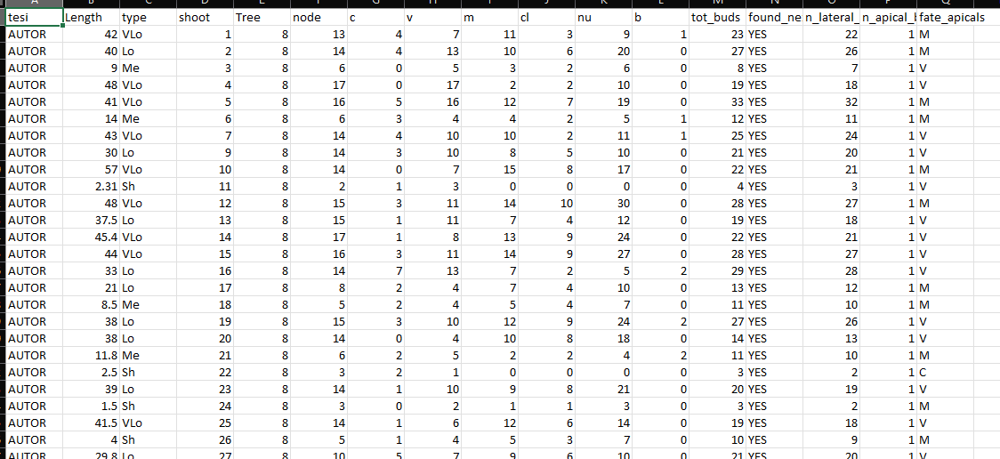 tesi Length type shoot Tree node c v m cl nu b tot_buds found_ne n_lateral_ n_apical_l fate_apicals
AUTOR 42 VLo 1 8 13 4 7 11 3 9 1 23 YES 22 1 M
AUTOR 40 Lo 2 8 14 4 13 10 6 20 0 27 YES 26 1 M
AUTOR 9 Me 3 8 6 0 5 3 2 6 0 8 YES 7 1 V
AUTOR 48 VLo 4 8 17 0 17 2 2 10 0 19 YES 18 1 V
AUTOR 41 VLo 5 8 16 5 16 12 7 19 0 33 YES 32 1 M
AUTOR 14 Me 6 8 6 3 4 4 2 5 1 12 YES 11 1 M
AUTOR 43 VLo 7 8 14 4 10 10 2 11 1 25 YES 24 1 V
AUTOR 30 Lo 9 8 14 3 10 8 5 10 0 21 YES 20 1 V
AUTOR 57 VLo 10 8 14 0 7 15 8 17 0 22 YES 21 1 M
AUTOR 2.31 Sh 11 8 2 1 3 0 0 0 0 4 YES 3 1 V
AUTOR 48 VLo 12 8 15 3 11 14 10 30 0 28 YES 27 1 M
AUTOR 37.5 Lo 13 8 15 1 11 7 4 12 0 19 YES 18 1 V
AUTOR 45.4 VLo 14 8 17 1 8 13 9 24 0 22 YES 21 1 V
AUTOR 44 VLo 15 8 16 3 11 14 9 27 0 28 YES 27 1 V
AUTOR 33 Lo 16 8 14 7 13 7 2 5 2 29 YES 28 1 V
AUTOR 21 Lo 17 8 8 2 4 7 4 10 0 13 YES 12 1 M
AUTOR 8.5 Me 18 8 5 2 4 5 4 7 0 11 YES 10 1 M
AUTOR 38 Lo 19 8 15 3 10 12 9 24 2 27 YES 26 1 V
AUTOR 38 Lo 20 8 14 0 4 10 8 18 0 14 YES 13 1 V
AUTOR 11.8 Me 21 8 6 2 5 2 2 4 2 11 YES 10 1 M
AUTOR 2.5 Sh 22 8 3 2 1 0 0 0 0 3 YES 2 1 C
AUTOR 39 Lo 23 8 14 1 10 9 8 21 0 20 YES 19 1 V
AUTOR 1.5 Sh 24 8 3 0 2 1 1 3 0 3 YES 2 1 M
AUTOR 41.5 VLo 25 8 14 1 6 12 6 14 0 19 YES 18 1 V
AUTOR 4 Sh 26 8 5 1 4 5 3 7 0 10 YES 9 1 M
AUTOR 29.8 Lo 27 8 10 5 7 9 6 10 0 21 YES 20 1 V